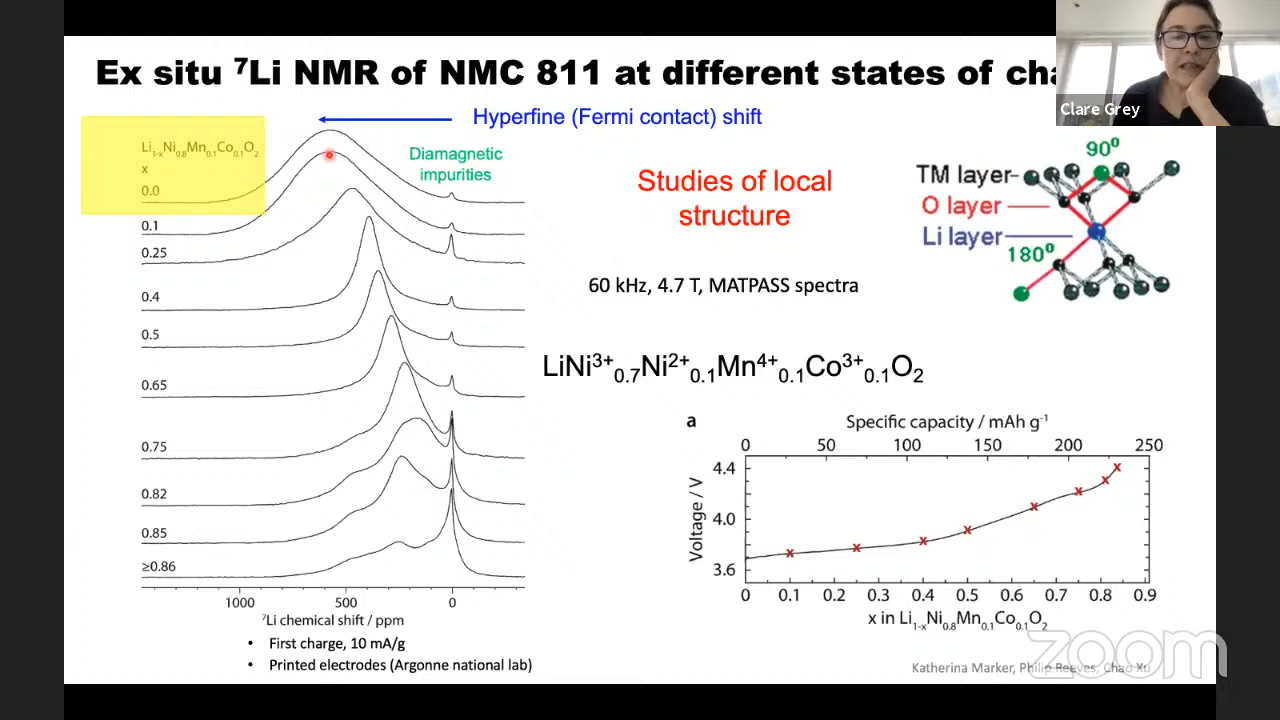 Ex situ ⁷Li NMR of NMC 811 at different states of cha
Clare Grey
Hyperfine (Fermi contact) shift
Li₁₋ₓNi₀.₈Mn₀.₁Co₀.₁O₂
x
0.0
0.1
0.25
0.4
0.5
0.65
0.75
0.82
0.85
≥0.86
Diamagnetic
impurities
1000
500
0
⁷Li chemical shift / ppm
• First charge, 10 mA/g
• Printed electrodes (Argonne national lab)
Studies of local
structure
60 kHz, 4.7 T, MATPASS spectra
90⁰
TM layer
O layer
Li layer
180⁰
LiNi³⁺₀.₇Ni²⁺₀.₁Mn⁴⁺₀.₁Co³⁺₀.₁O₂
a
Specific capacity / mAh g⁻¹
0 50 100 150 200 250
4.4
4.0
3.6
Voltage / V
0 0.1 0.2 0.3 0.4 0.5 0.6 0.7 0.8 0.9
x in Li₁₋ₓNi₀.₈Mn₀.₁Co₀.₁O₂
Katherina Marker, Philip Reeves, Chao Xu
zoom